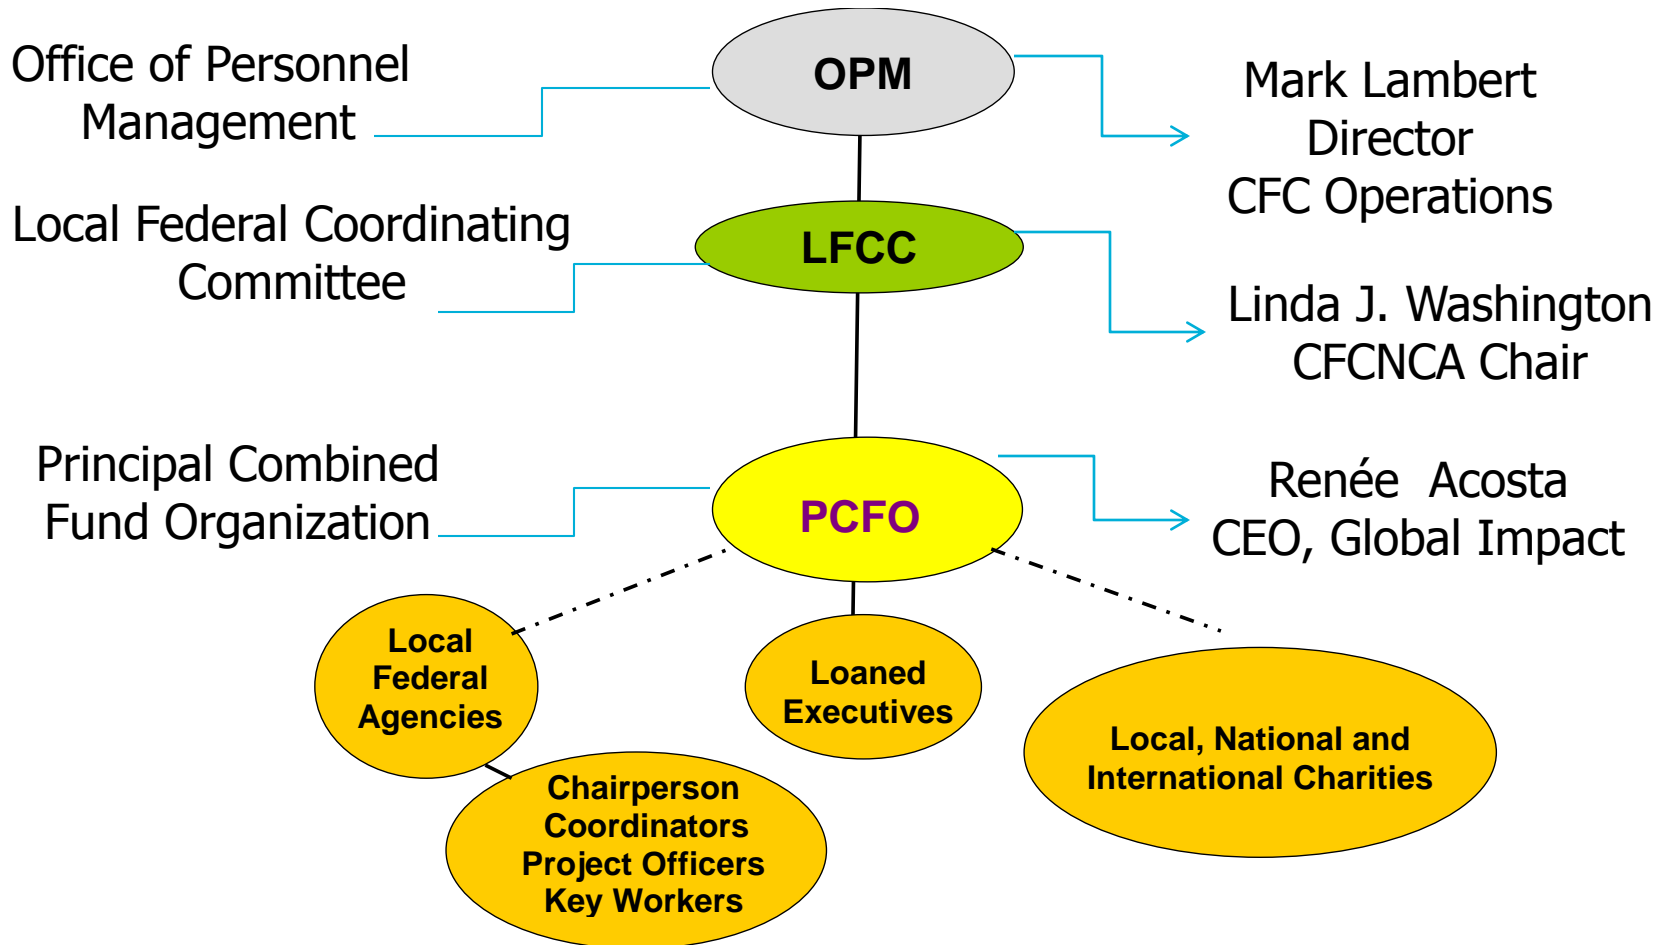 Office of Personnel
Management
OPM
Mark Lambert
Director
CFC Operations
Local Federal Coordinating
Committee
LFCC
Linda J. Washington
CFCNCA Chair
Principal Combined
Fund Organization
PCFO
Renée  Acosta
CEO, Global Impact
Local
Federal
Agencies
Loaned
Executives
Local, National and
International Charities
Chairperson
Coordinators
Project Officers
Key Workers